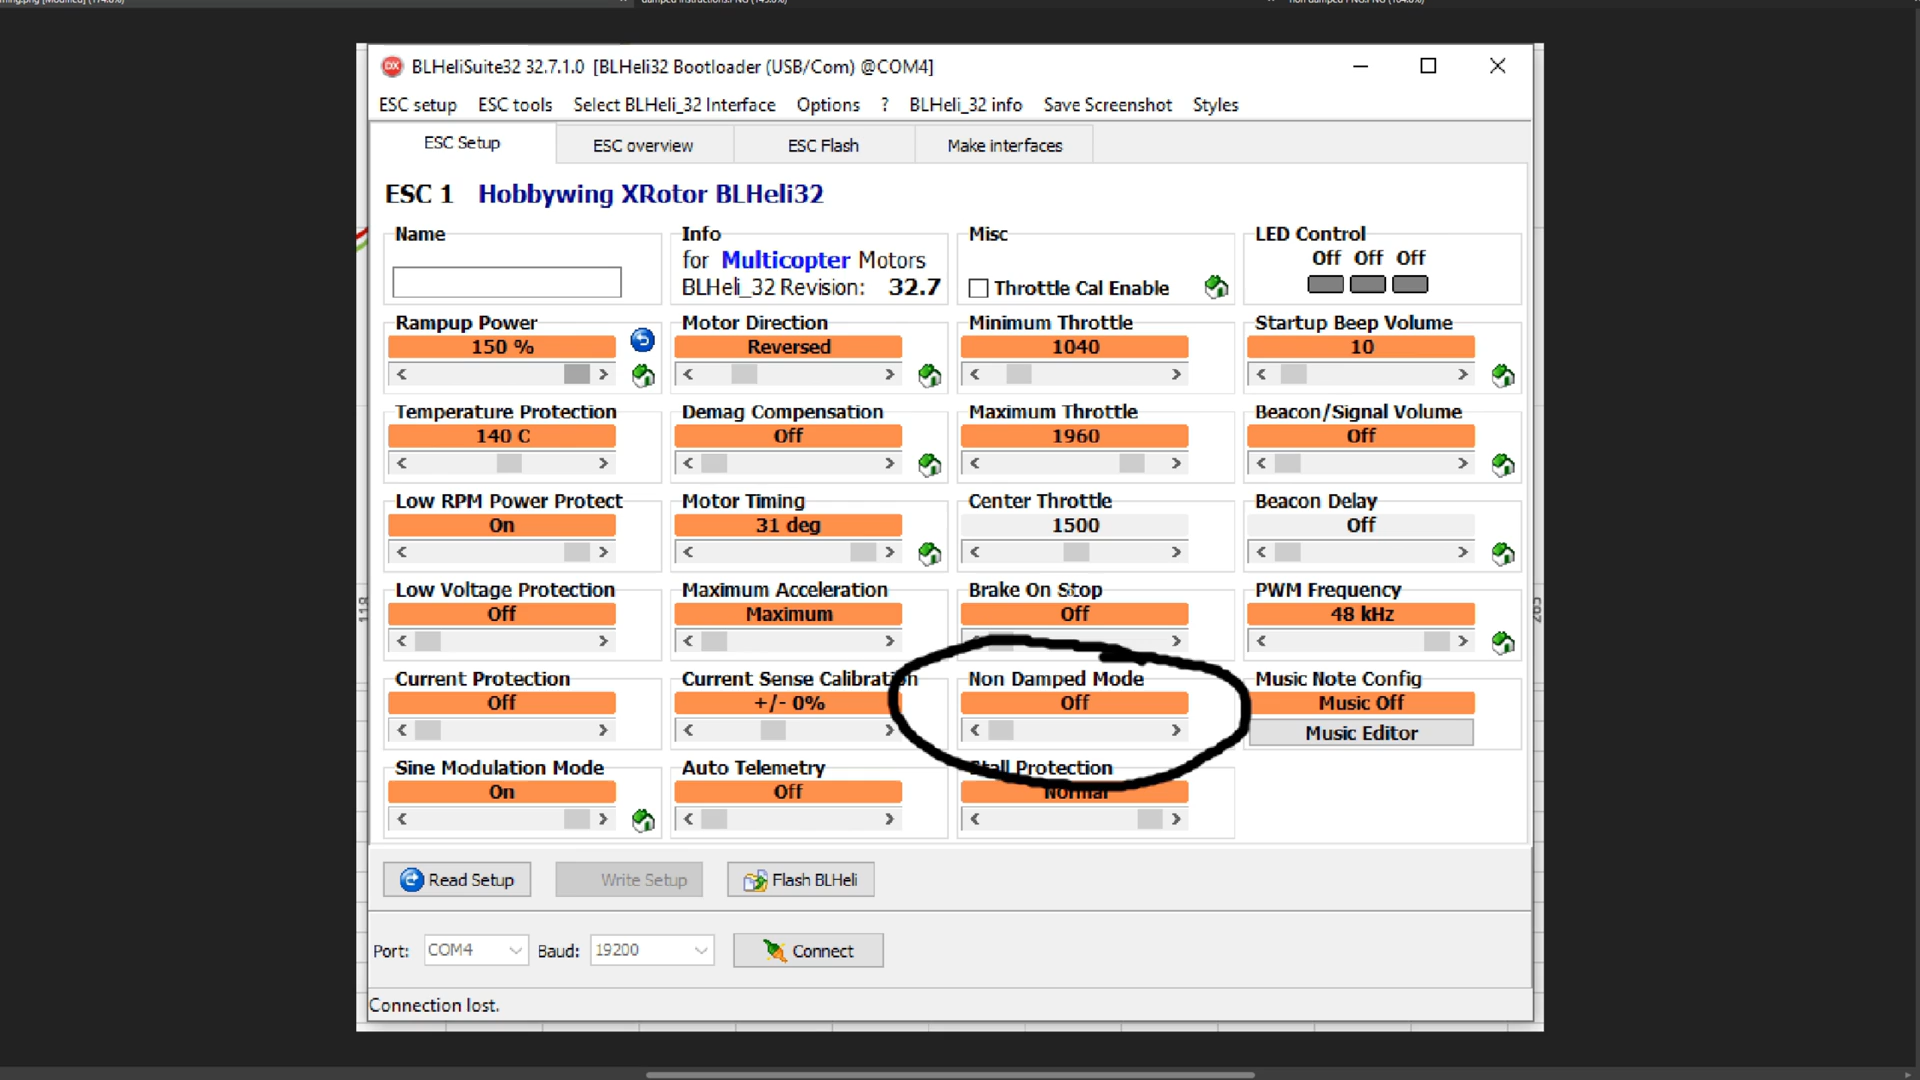 BLHeliSuite32 32.7.1.0 [BLHeli32 Bootloader (USB/Com) @COM4]
ESC setup ESC tools Select BLHeli_32 Interface Options ? BLHeli_32 info Save Screenshot Styles
ESC Setup ESC overview ESC Flash Make interfaces
ESC 1 Hobbywing XRotor BLHeli32
Name Info Misc LED Control
for Multicopter Motors Off Off Off
BLHeli_32 Revision: 32.7 Throttle Cal Enable
Rampup Power Motor Direction Minimum Throttle Startup Beep Volume
150 % Reversed 1040 10
Temperature Protection Demag Compensation Maximum Throttle Beacon/Signal Volume
140 C Off 1960 Off
Low RPM Power Protect Motor Timing Center Throttle Beacon Delay
On 31 deg 1500 Off
Low Voltage Protection Maximum Acceleration Brake On Stop PWM Frequency
Off Maximum Off 48 kHz
Current Protection Current Sense Calibration Non Damped Mode Music Note Config
Off +/- 0% Off Music Off
Music Editor
Sine Modulation Mode Auto Telemetry Stall Protection
On Off Normal
Read Setup Write Setup Flash BLHeli
Port: COM4 Baud: 19200 Connect
Connection lost.